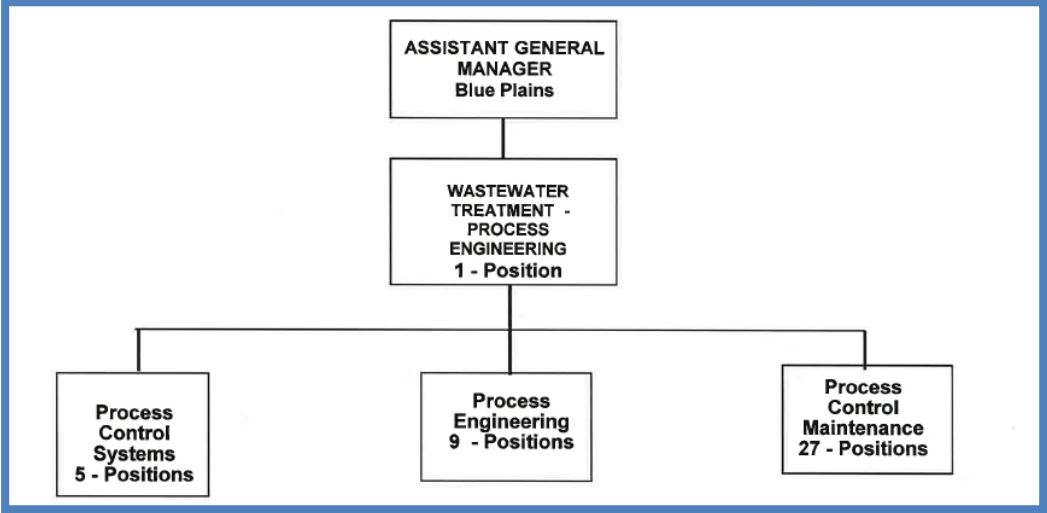 ASSISTANT GENERAL
MANAGER
Blue Plains
WASTEWATER
TREATMENT -
PROCESS
ENGINEERING
1 - Position
Process
Control
Systems
5 - Positions
Process
Engineering
9 - Positions
Process
Control
Maintenance
27 - Positions